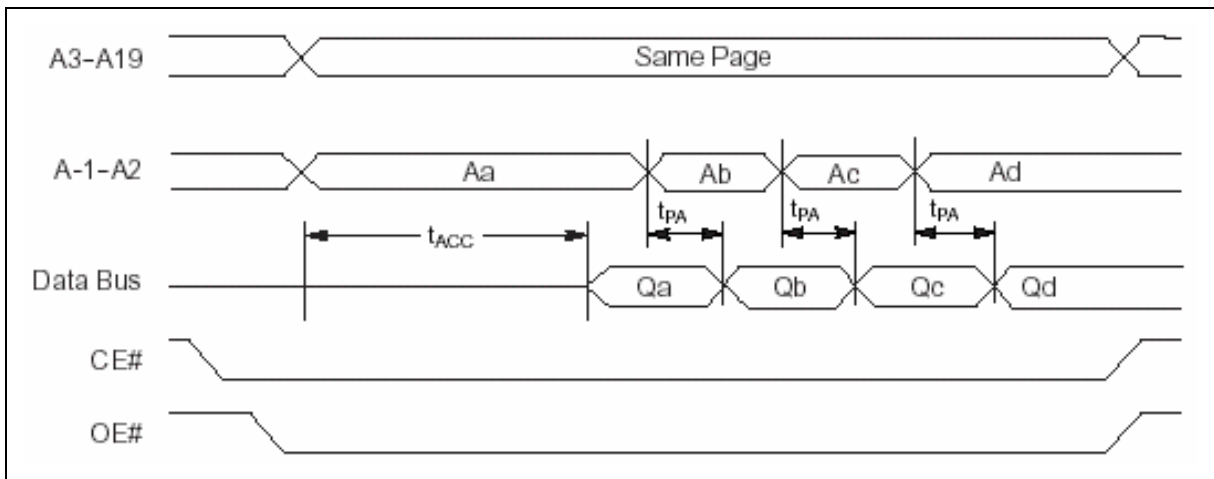 A3-A19
Same Page
A-1-A2
Aa
Ab
Ac
Ad
tACC
tPA
tPA
tPA
Data Bus
Qa
Qb
Qc
Qd
CE#
OE#